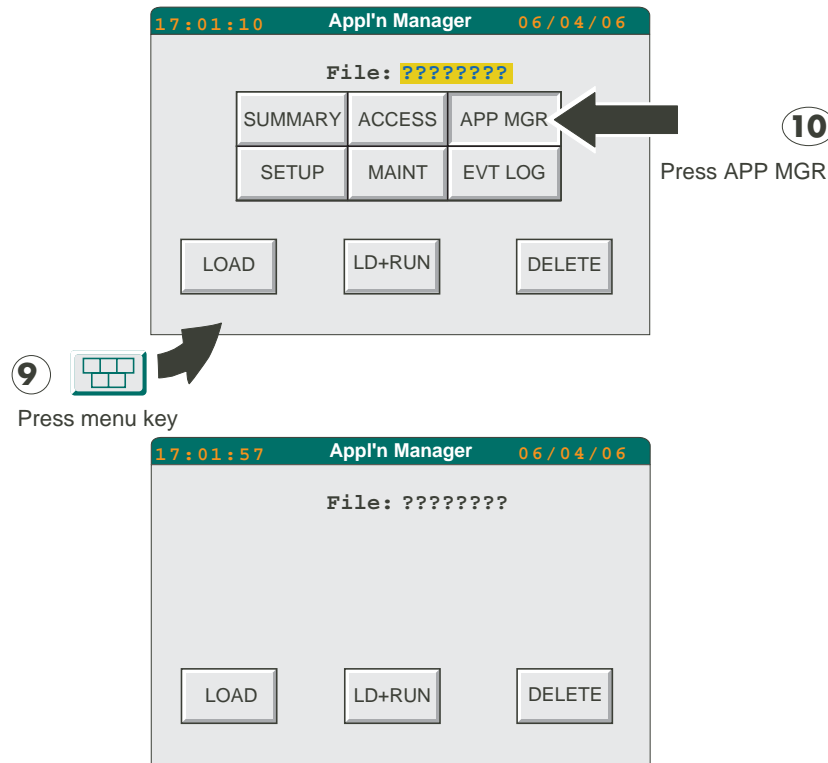 17:01:10 Appl'n Manager 06/04/06
File: ????????
SUMMARY ACCESS APP MGR
SETUP MAINT EVT LOG
LOAD LD+RUN DELETE
10
Press APP MGR
9
Press menu key
17:01:57 Appl'n Manager 06/04/06
File: ????????
LOAD LD+RUN DELETE